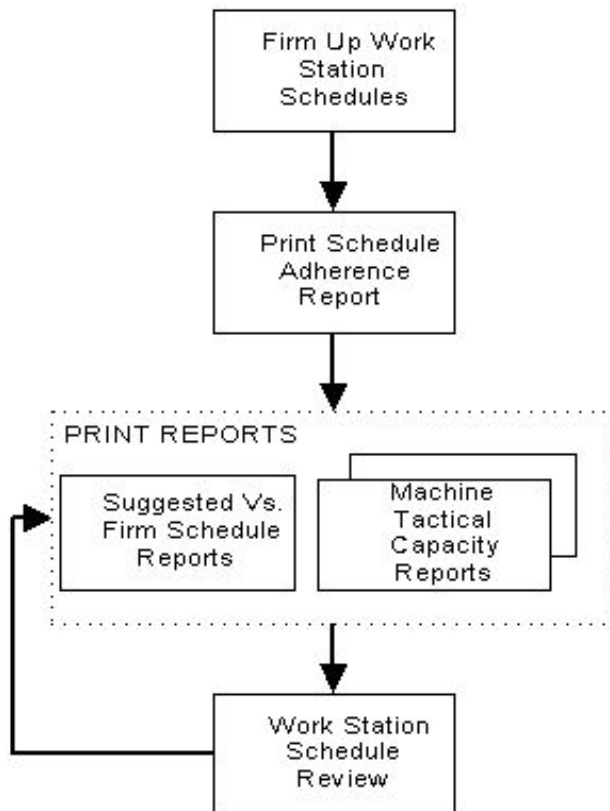 Firm Up Work
Station
Schedules
Print Schedule
Adherence
Report
PRINT REPORTS
Suggested Vs.
Firm Schedule
Reports
Machine
Tactical
Capacity
Reports
Work Station
Schedule
Review